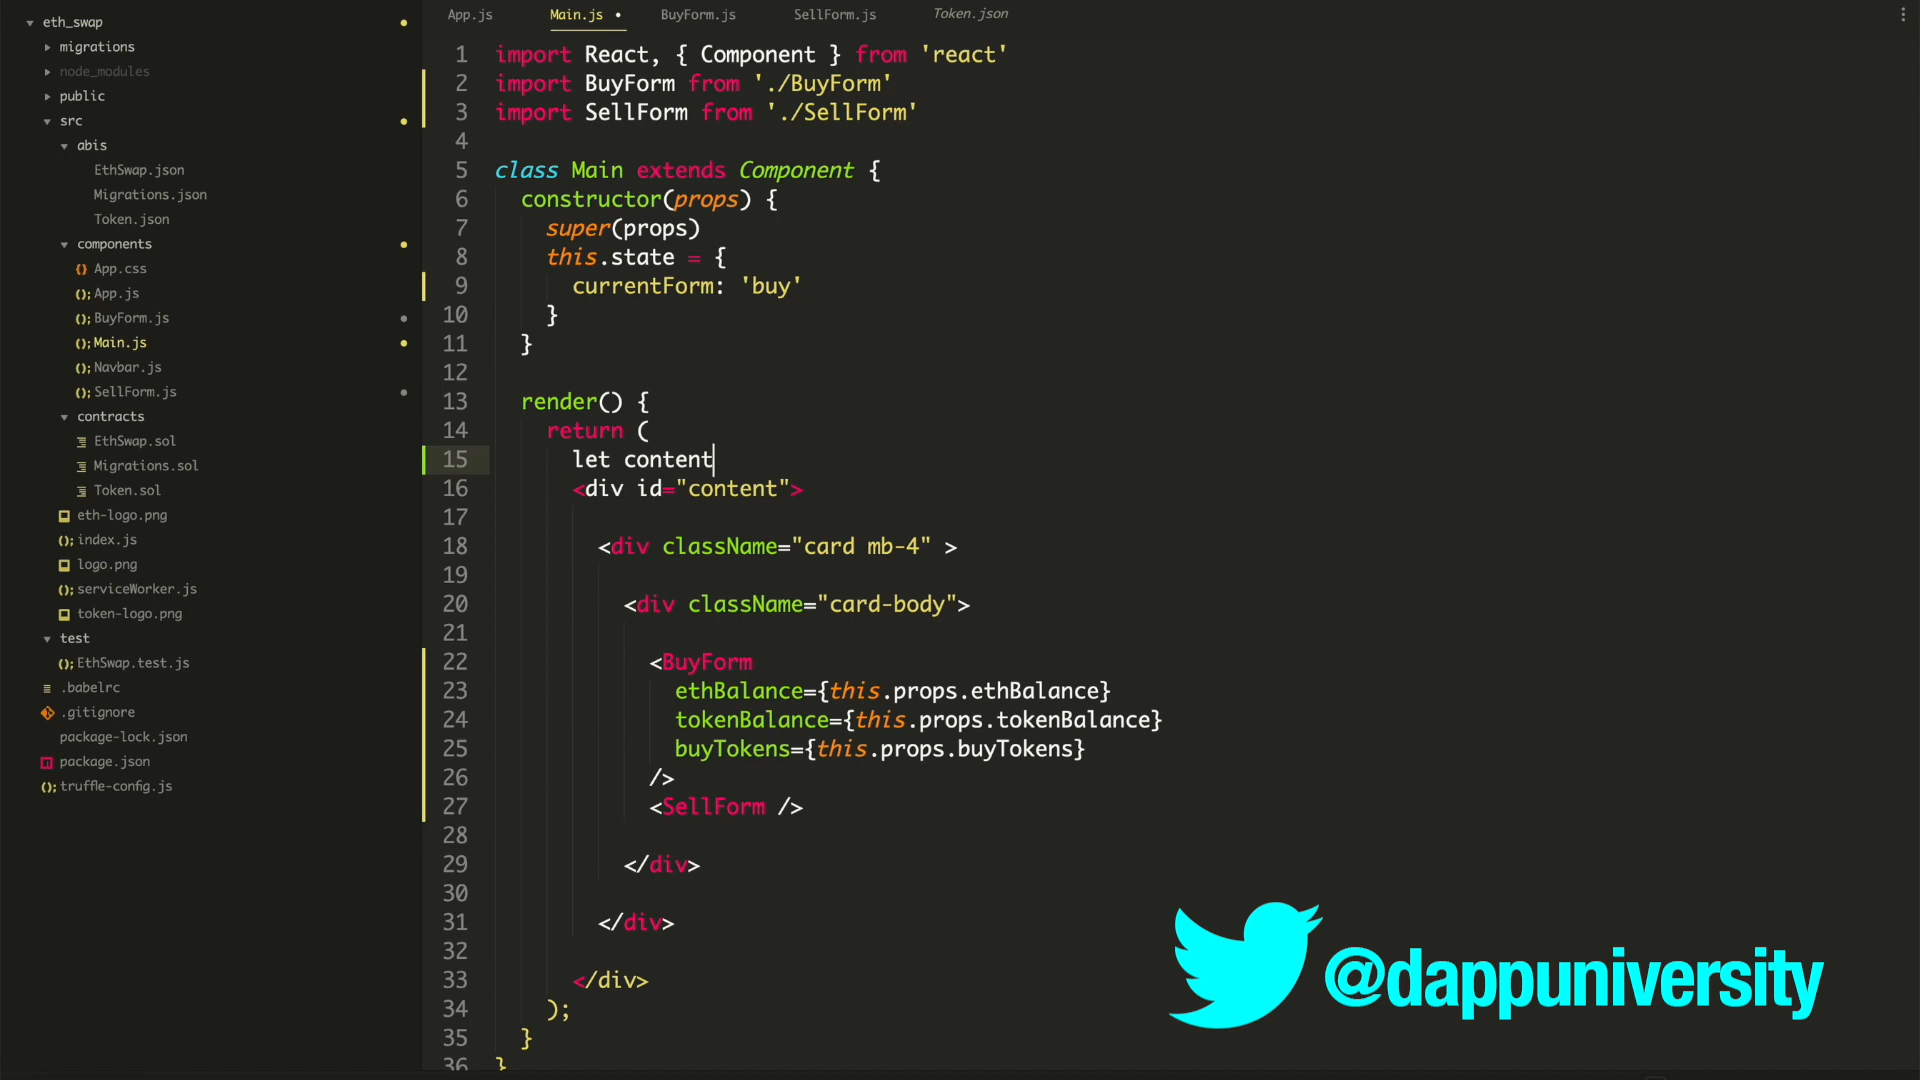 eth_swap
migrations
node_modules
public
src
abis
EthSwap.json
Migrations.json
Token.json
components
App.css
App.js
BuyForm.js
Main.js
Navbar.js
SellForm.js
contracts
EthSwap.sol
Migrations.sol
Token.sol
eth-logo.png
index.js
logo.png
serviceWorker.js
token-logo.png
test
EthSwap.test.js
.babelrc
.gitignore
package-lock.json
package.json
truffle-config.js
App.js Main.js BuyForm.js SellForm.js Token.json
1 import React, { Component } from 'react'
2 import BuyForm from './BuyForm'
3 import SellForm from './SellForm'
4
5 class Main extends Component {
6 constructor(props) {
7 super(props)
8 this.state = {
9 currentForm: 'buy'
10 }
11 }
12
13 render() {
14 return (
15 let content
16 <div id="content">
17
18 <div className="card mb-4" >
19
20 <div className="card-body">
21
22 <BuyForm
23 ethBalance={this.props.ethBalance}
24 tokenBalance={this.props.tokenBalance}
25 buyTokens={this.props.buyTokens}
26 />
27 <SellForm />
28
29 </div>
30
31 </div>
32
33 </div>
34 );
35 }
36 }
@dappuniversity